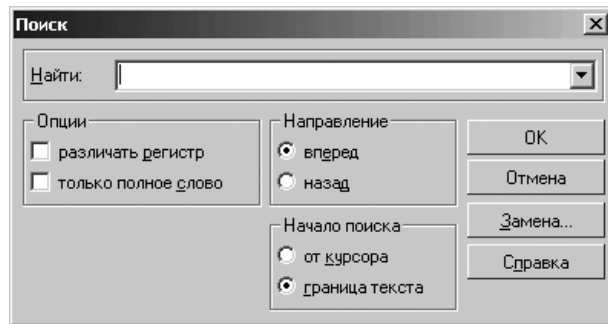 Поиск
Найти:
Опции
различать регистр
только полное слово
Направление
вперед
назад
Начало поиска
от курсора
граница текста
OK
Отмена
Замена...
Справка